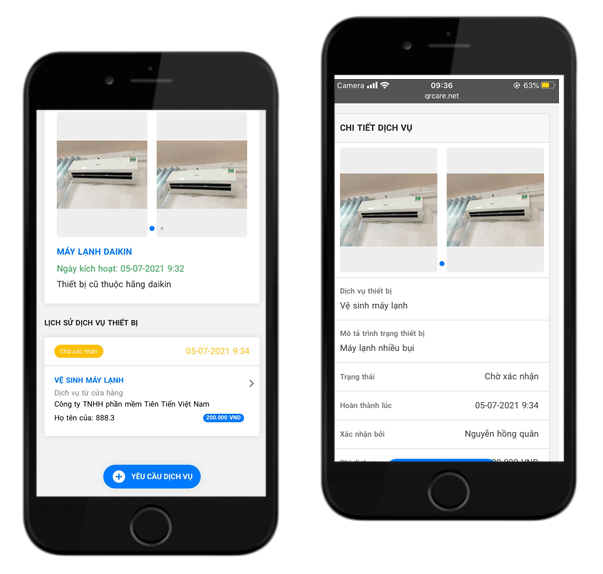 MÁY LẠNH DAIKIN
Ngày kích hoạt: 05-07-2021 9:32
Thiết bị cũ thuộc hãng daikin
LỊCH SỬ DỊCH VỤ THIẾT BỊ
Chờ xác nhận
05-07-2021 9:34
VỆ SINH MÁY LẠNH
Dịch vụ từ cửa hàng
Công ty TNHH phần mềm Tiên Tiến Việt Nam
Họ tên của: 888.3
200.000 VND
YÊU CẦU DỊCH VỤ
Camera
09:36
63%
qrcare.net
CHI TIẾT DỊCH VỤ
Dịch vụ thiết bị
Vệ sinh máy lạnh
Mô tả trình trạng thiết bị
Máy lạnh nhiều bụi
Trạng thái
Chờ xác nhận
Hoàn thành lúc
05-07-2021 9:34
Xác nhận bởi
Nguyễn hồng quân